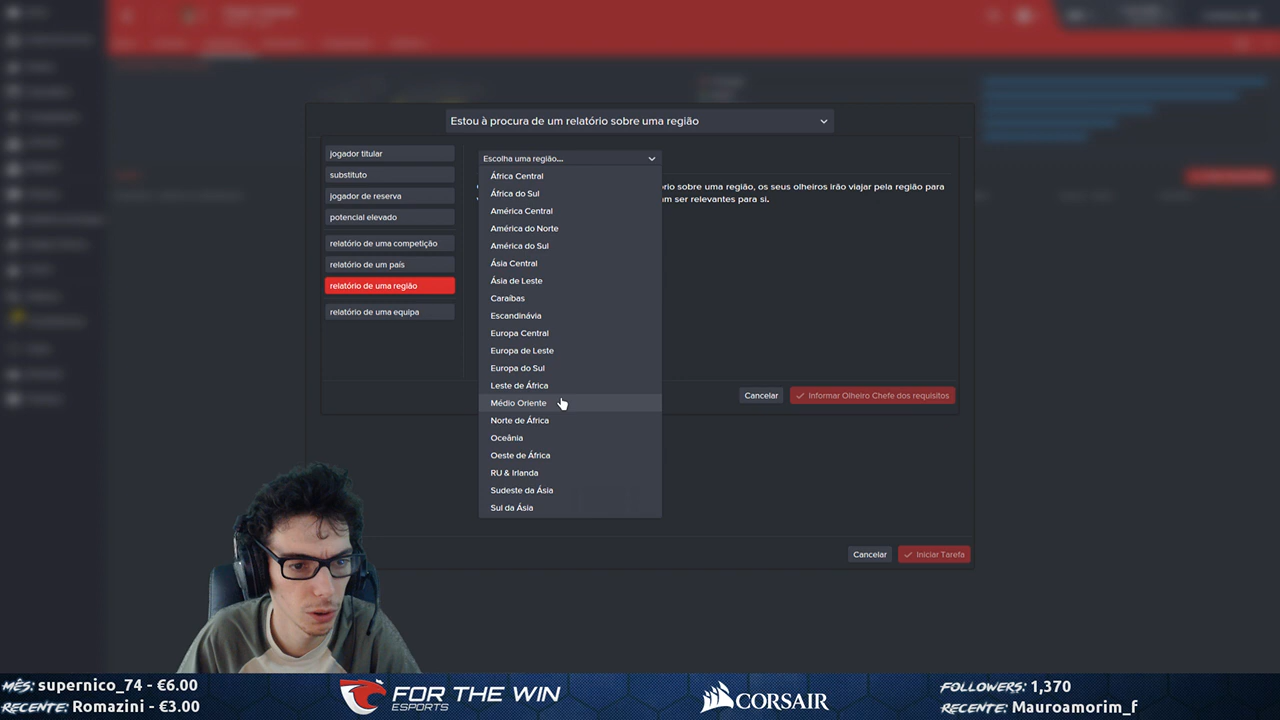 Estou à procura de um relatório sobre uma região
jogador titular
substituto
jogador de reserva
potencial elevado
relatório de uma competição
relatório de um país
relatório de uma região
relatório de uma equipa
Escolha uma região...
África Central
África do Sul
América Central
América do Norte
América do Sul
Ásia Central
Ásia de Leste
Caraíbas
Escandinávia
Europa Central
Europa de Leste
Europa do Sul
Leste de África
Médio Oriente
Norte de África
Oceânia
Oeste de África
RU & Irlanda
Sudeste da Ásia
Sul da Ásia
sobre uma região, os seus olheiros irão viajar pela região para
ser relevantes para si.
Cancelar
Informar Olheiro Chefe dos requisitos
Cancelar
Iniciar Tarefa
MÊS: supernico_74 - €6.00
RECENTE: Romazini - €3.00
FOR THE WIN
ESPORTS
CORSAIR
FOLLOWERS: 1,370
RECENTE: Mauroamorim_f